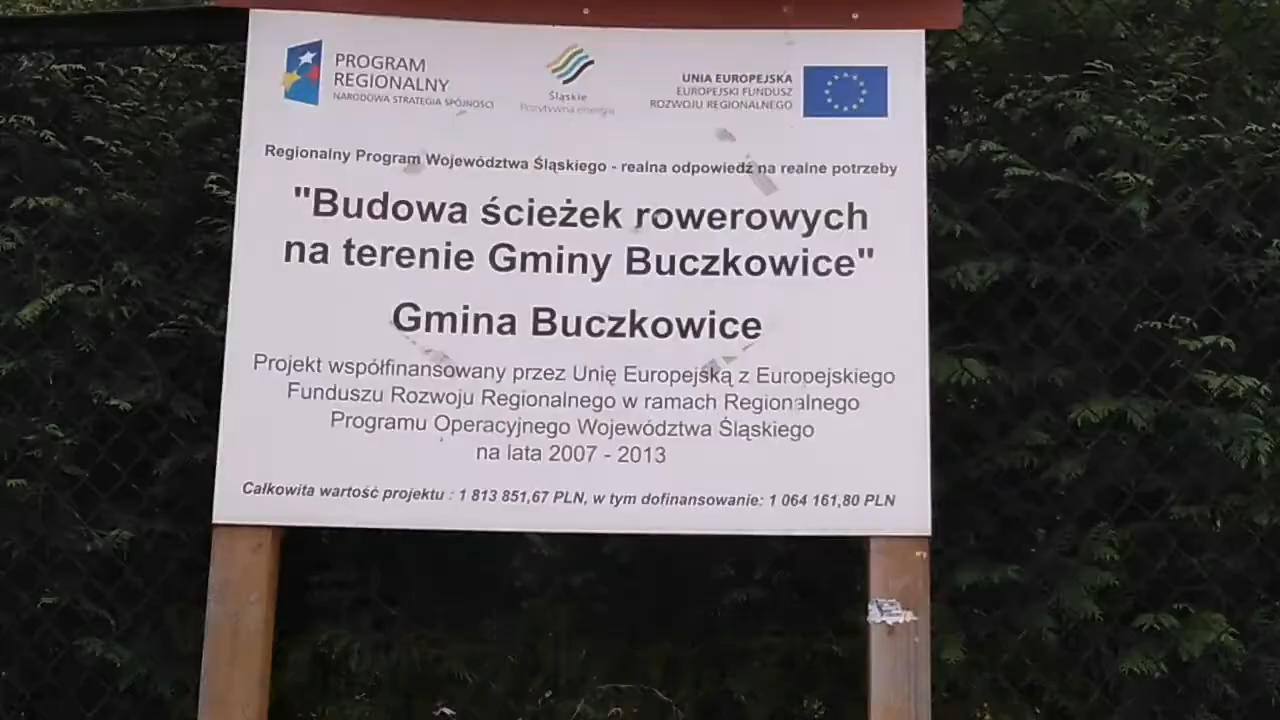 PROGRAM
REGIONALNY
NARODOWA STRATEGIA SPÓJNOŚCI
Śląskie
Pozytywna energia
UNIA EUROPEJSKA
EUROPEJSKI FUNDUSZ
ROZWOJU REGIONALNEGO
Regionalny Program Województwa Śląskiego - realna odpowiedź na realne potrzeby
"Budowa ścieżek rowerowych
na terenie Gminy Buczkowice"
Gmina Buczkowice
Projekt współfinansowany przez Unię Europejską z Europejskiego
Funduszu Rozwoju Regionalnego w ramach Regionalnego
Programu Operacyjnego Województwa Śląskiego
na lata 2007 - 2013
Całkowita wartość projektu : 1 813 851,67 PLN, w tym dofinansowanie: 1 064 161,80 PLN